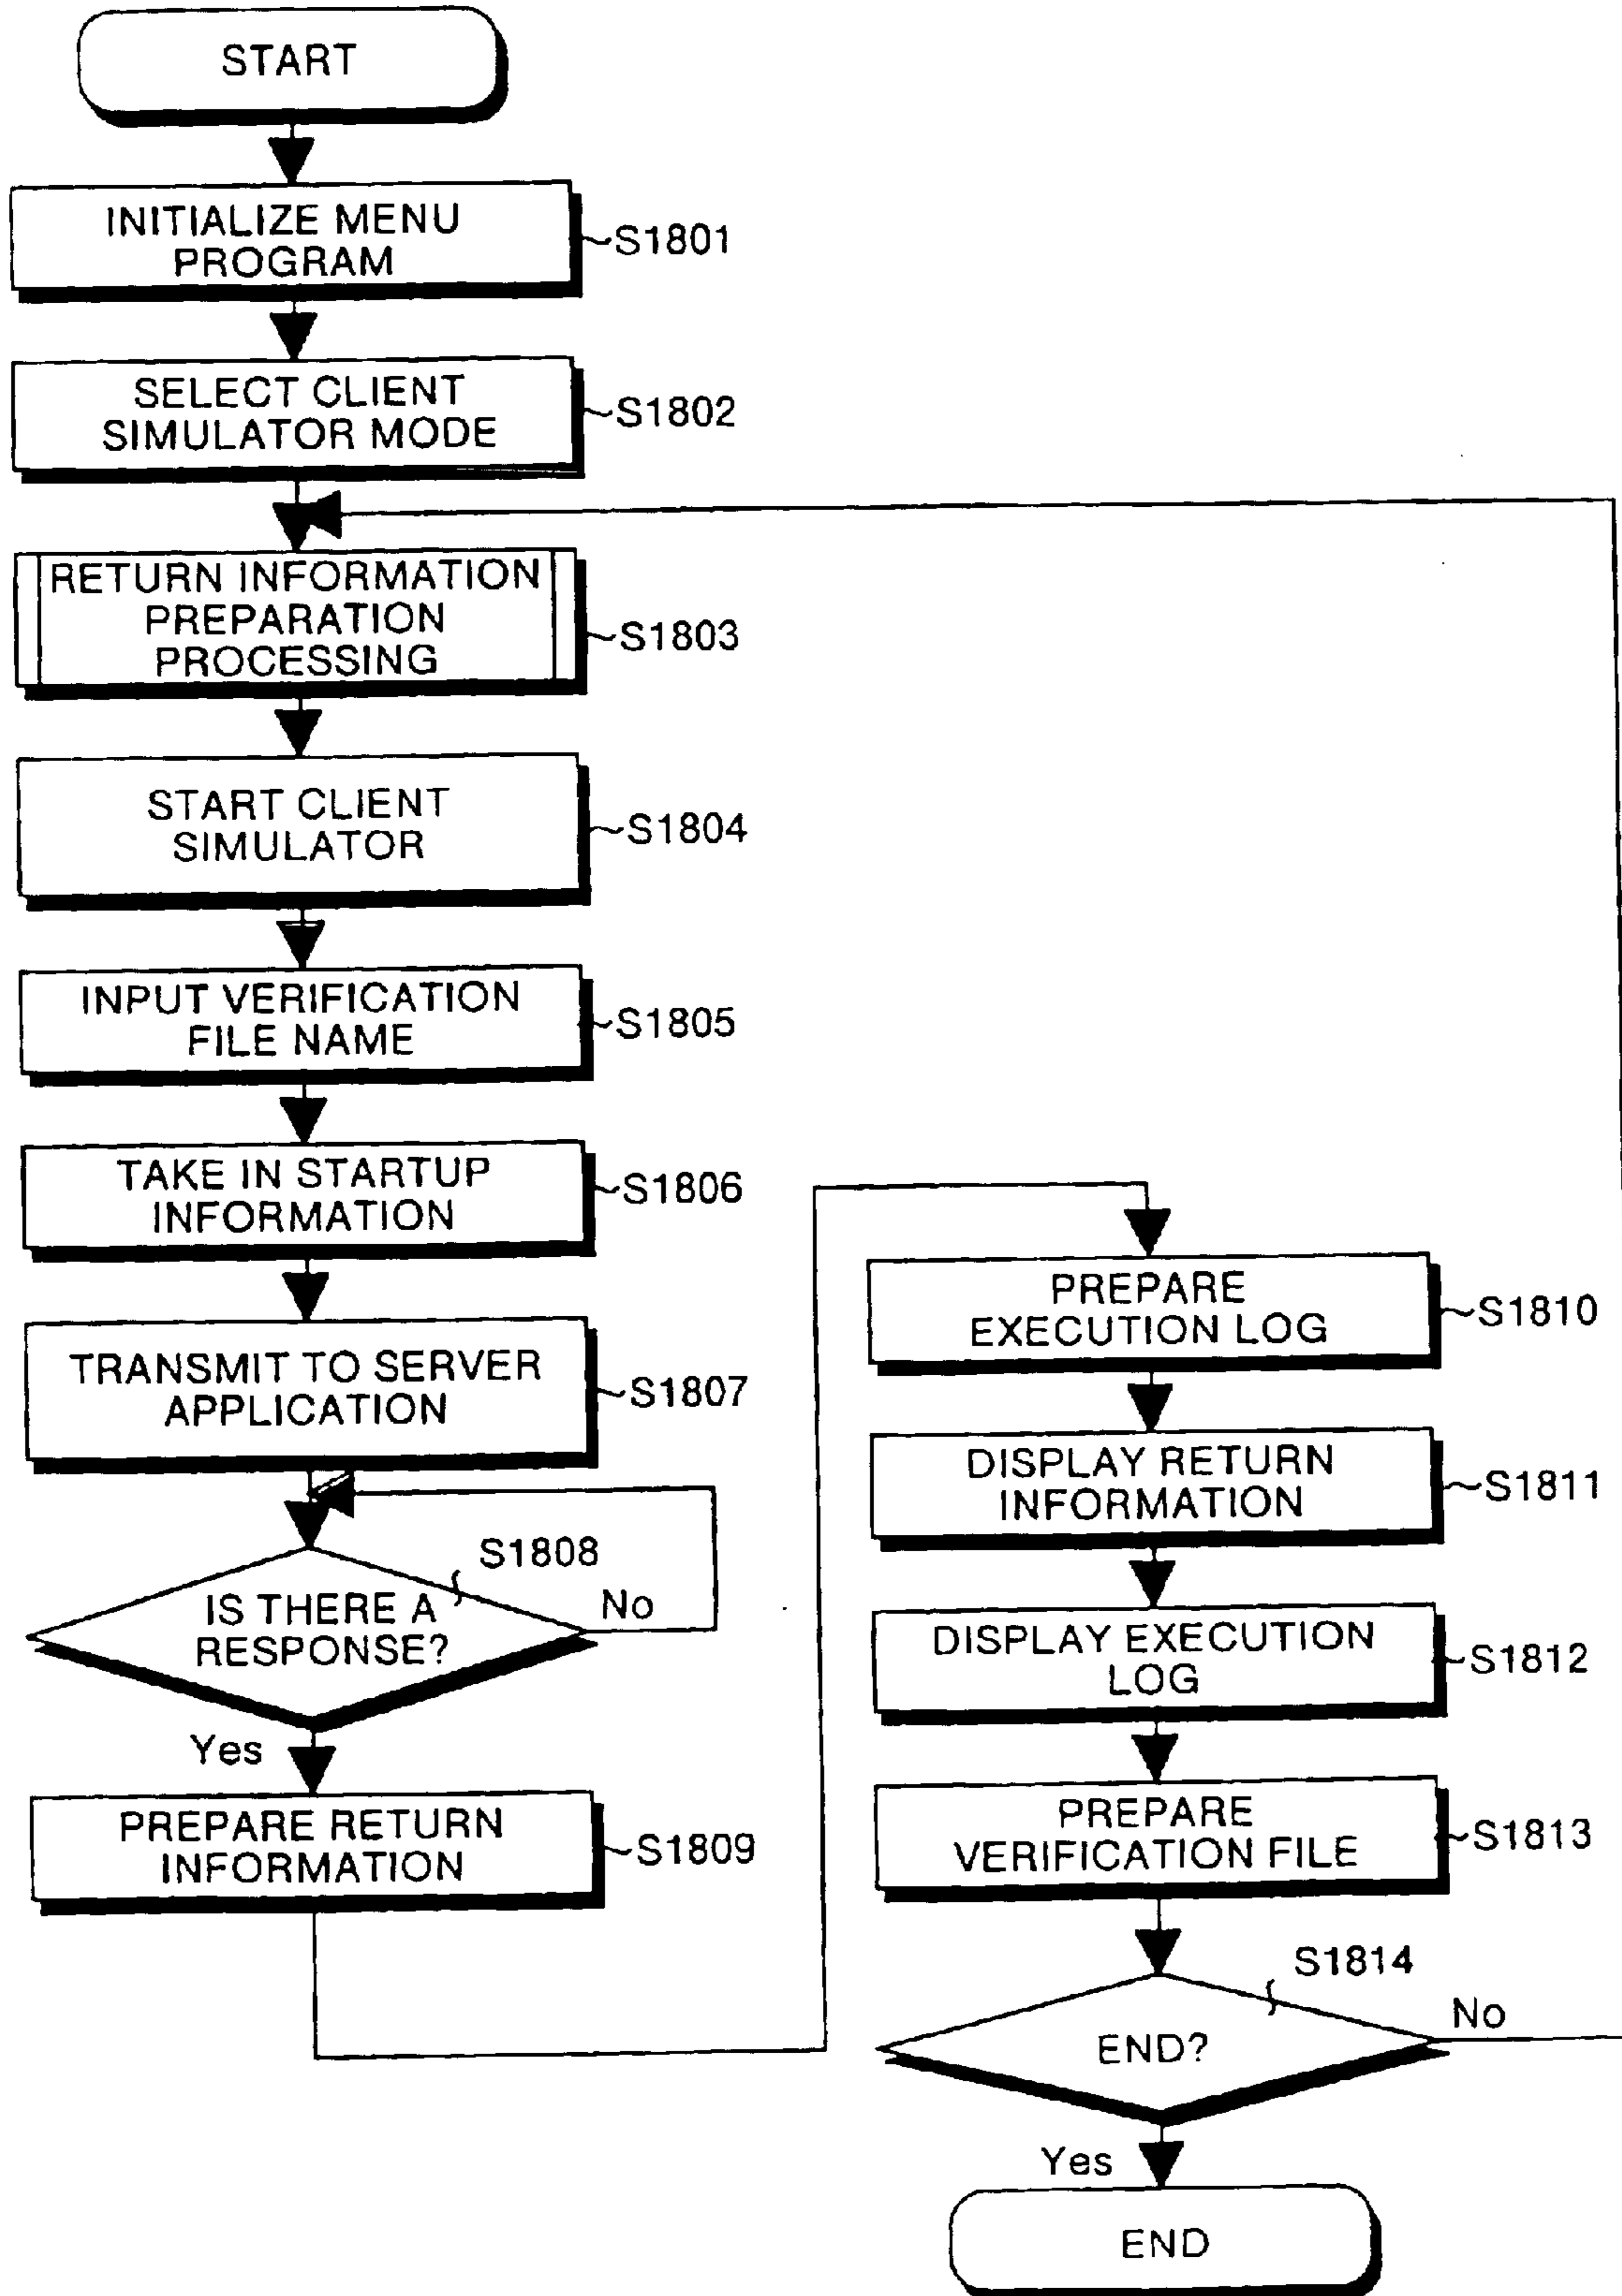 START
INITIALIZE MENU
PROGRAM
S1801
SELECT CLIENT
SIMULATOR MODE
S1802
RETURN INFORMATION
PREPARATION
PROCESSING
S1803
START CLIENT
SIMULATOR
S1804
INPUT VERIFICATION
FILE NAME
S1805
TAKE IN STARTUP
INFORMATION
S1806
TRANSMIT TO SERVER
APPLICATION
S1807
S1808
IS THERE A
RESPONSE?
No
Yes
PREPARE RETURN
INFORMATION
S1809
PREPARE
EXECUTION LOG
S1810
DISPLAY RETURN
INFORMATION
S1811
DISPLAY EXECUTION
LOG
S1812
PREPARE
VERIFICATION FILE
S1813
S1814
END?
No
Yes
END